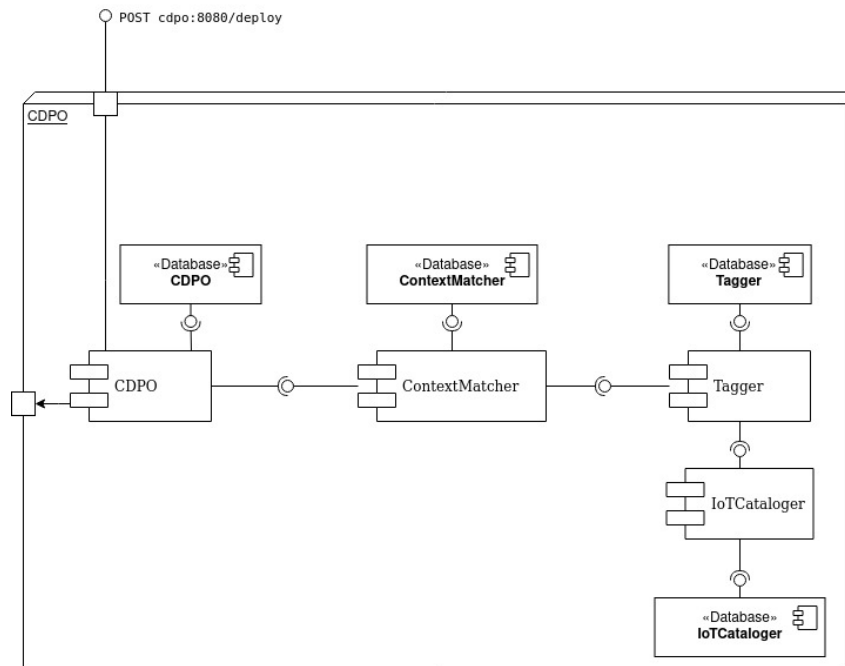 POST cdpo:8080/deploy
CDPO
«Database»
CDPO
«Database»
ContextMatcher
«Database»
Tagger
CDPO
ContextMatcher
Tagger
IoTCataloger
«Database»
IoTCataloger